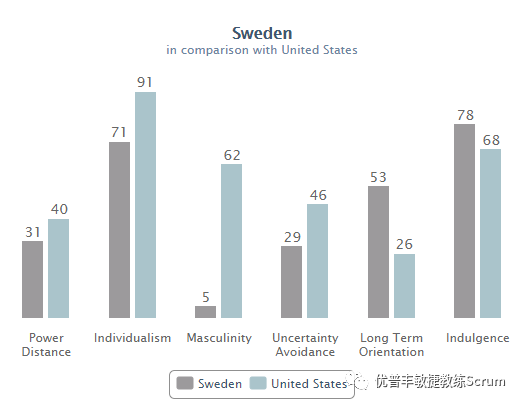 Sweden
in comparison with United States
31
40
71
91
5
62
29
46
53
26
78
68
Power
Distance
Individualism
Masculinity
Uncertainty
Avoidance
Long Term
Orientation
Indulgence
Sweden
United States
优普丰敏捷教练Scrum